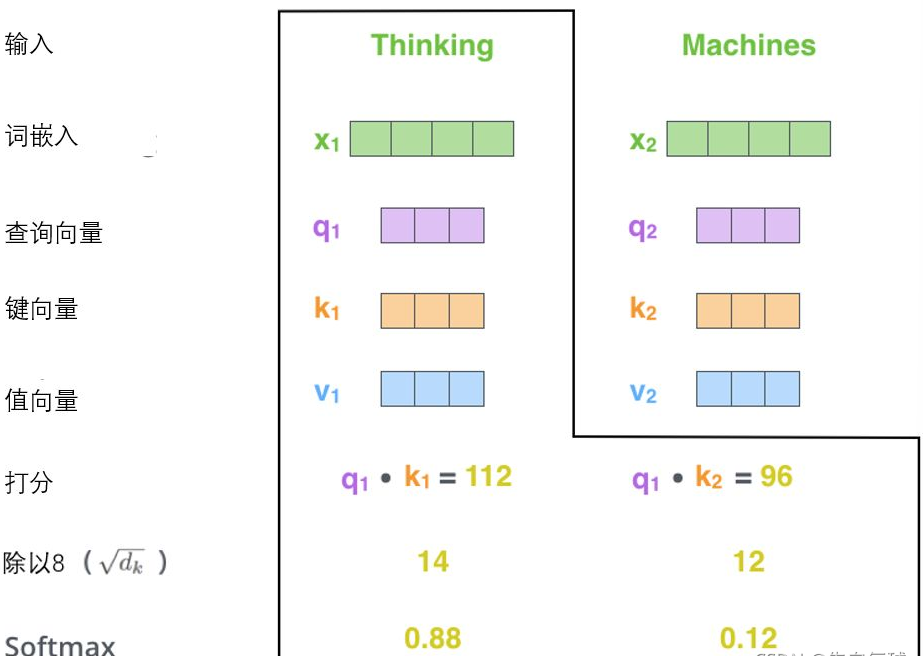 输入 Thinking Machines
词嵌入 x₁ x₂
查询向量 q₁ q₂
键向量 k₁ k₂
值向量 v₁ v₂
打分 q₁ • k₁ = 112 q₁ • k₂ = 96
除以8（√dₖ ） 14 12
Softmax 0.88 0.12